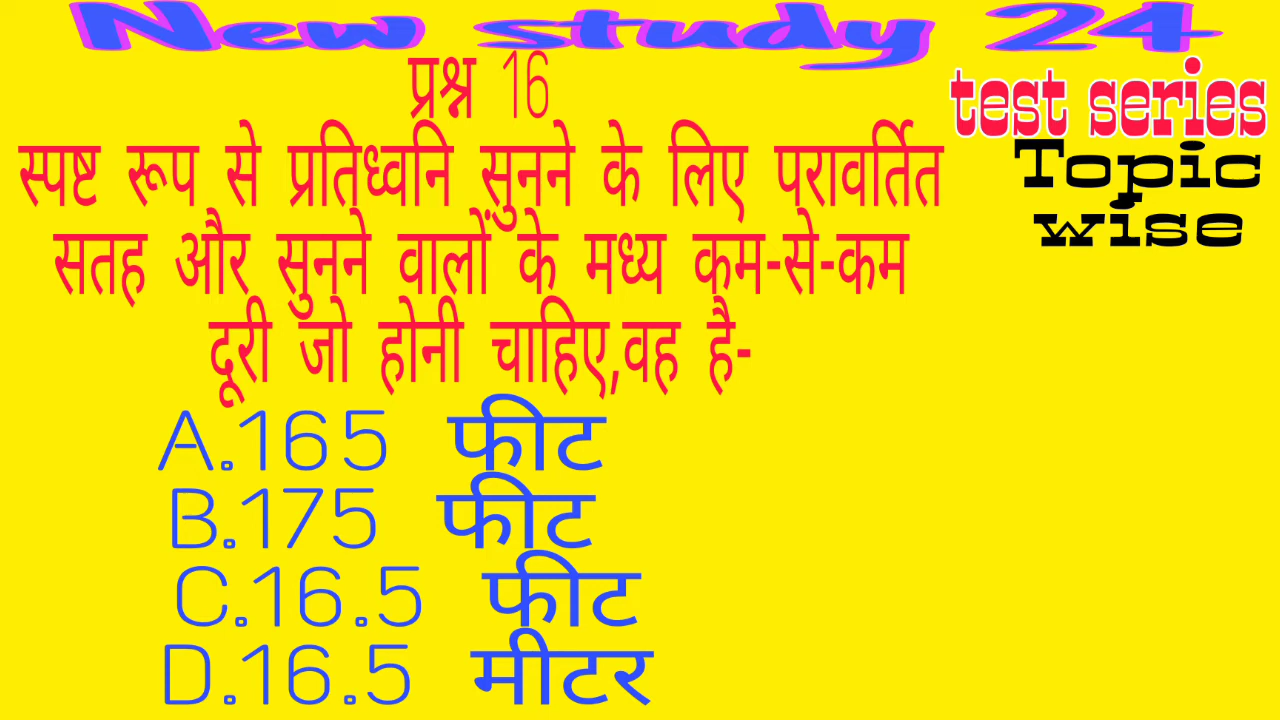 New study 24
प्रश्न 16
test series
Topic
wise
स्पष्ट रूप से प्रतिध्वनि सुनने के लिए परावर्तित
सतह और सुनने वालों के मध्य कम-से-कम
दूरी जो होनी चाहिए,वह है-
A.165 फीट
B.175 फीट
C.16.5 फीट
D.16.5 मीटर